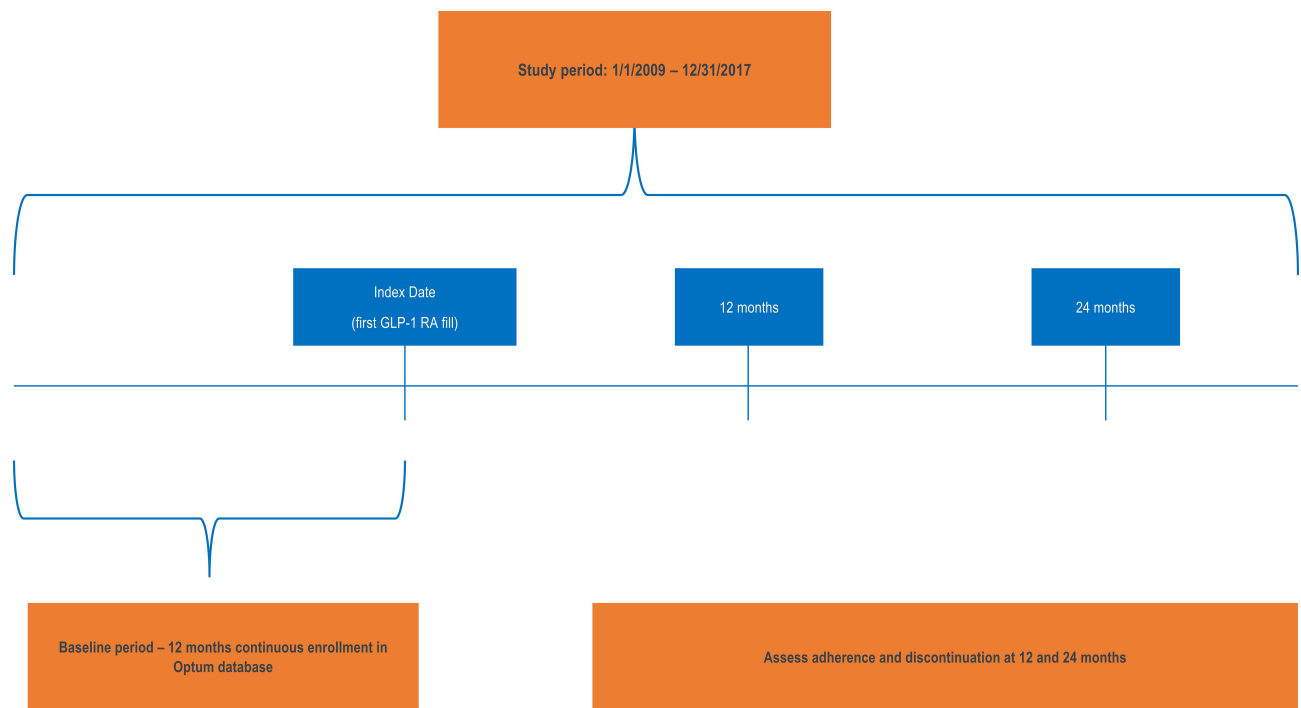 Study period: 1/1/2009 – 12/31/2017
Index Date
(first GLP-1 RA fill)
12 months
24 months
Baseline period – 12 months continuous enrollment in
Optum database
Assess adherence and discontinuation at 12 and 24 months